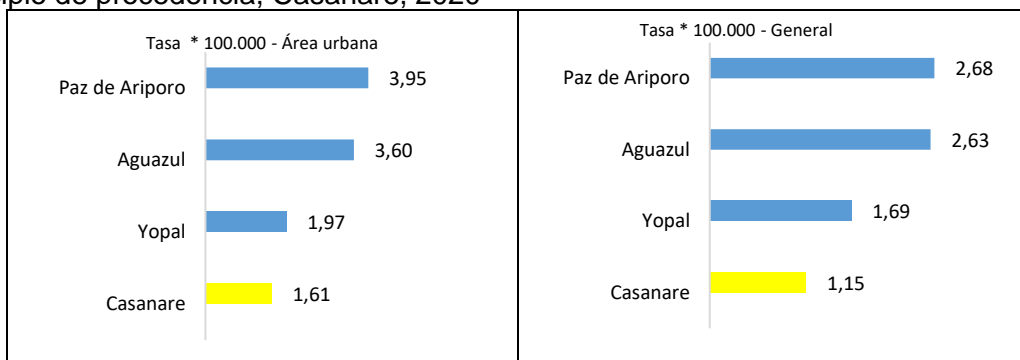 Tasa * 100.000 - Área urbana
Paz de Ariporo 3,95
Aguazul 3,60
Yopal 1,97
Casanare 1,61
Tasa * 100.000 - General
Paz de Ariporo 2,68
Aguazul 2,63
Yopal 1,69
Casanare 1,15